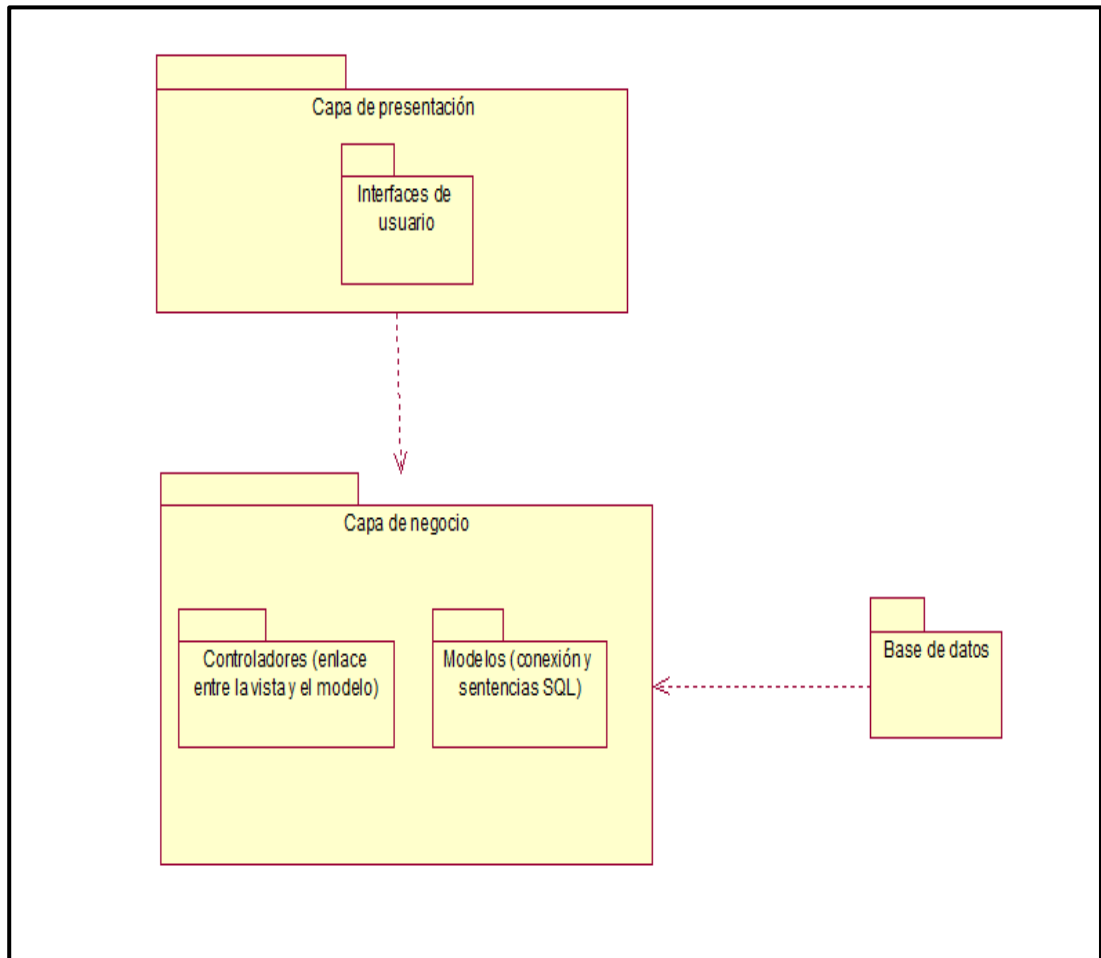 Capa de presentación
Interfaces de
usuario
Capa de negocio
Controladores (enlace
entre la vista y el modelo)
Modelos (conexión y
sentencias SQL)
Base de datos